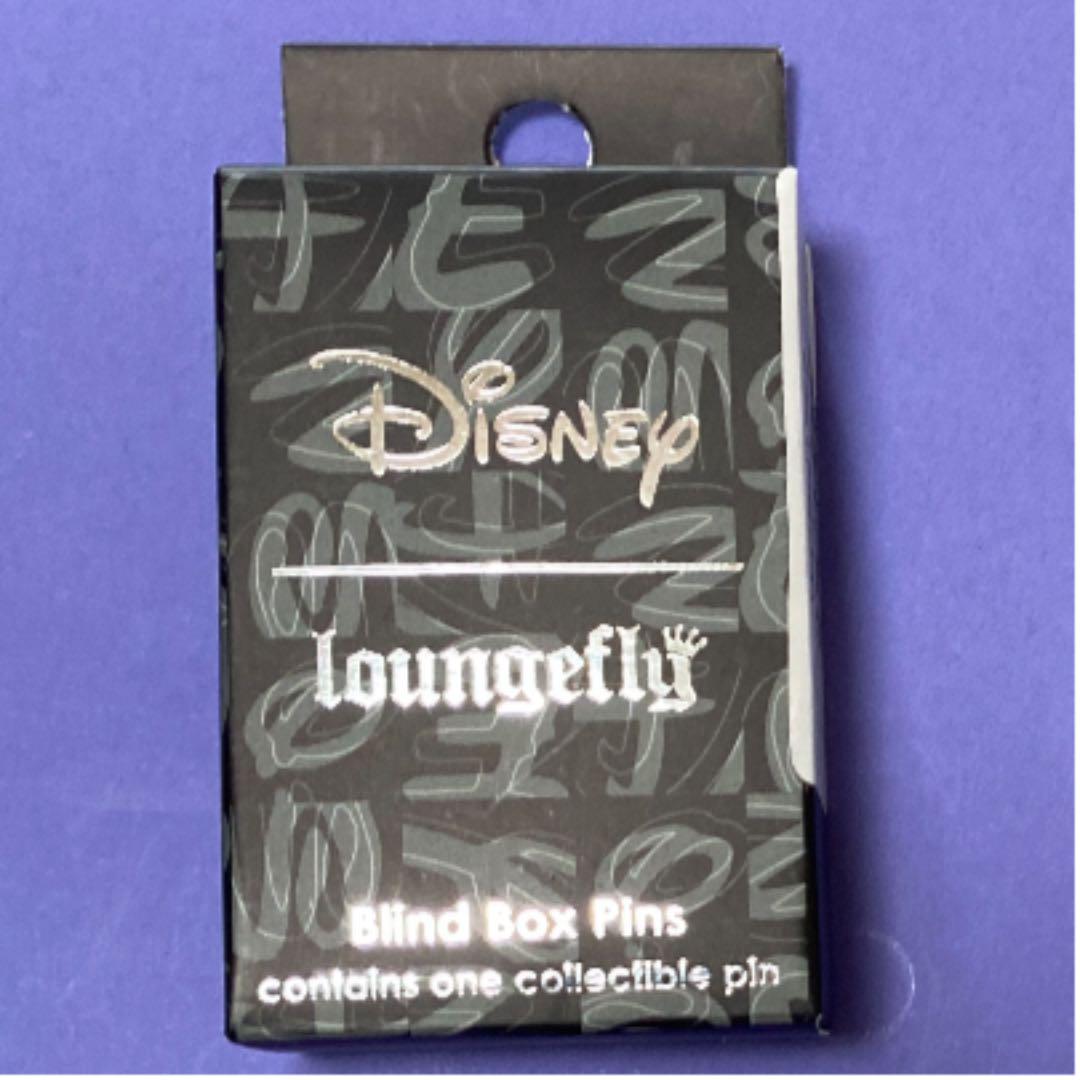 Disney
loungefly
Blind Box Pins
contains one collectible pin